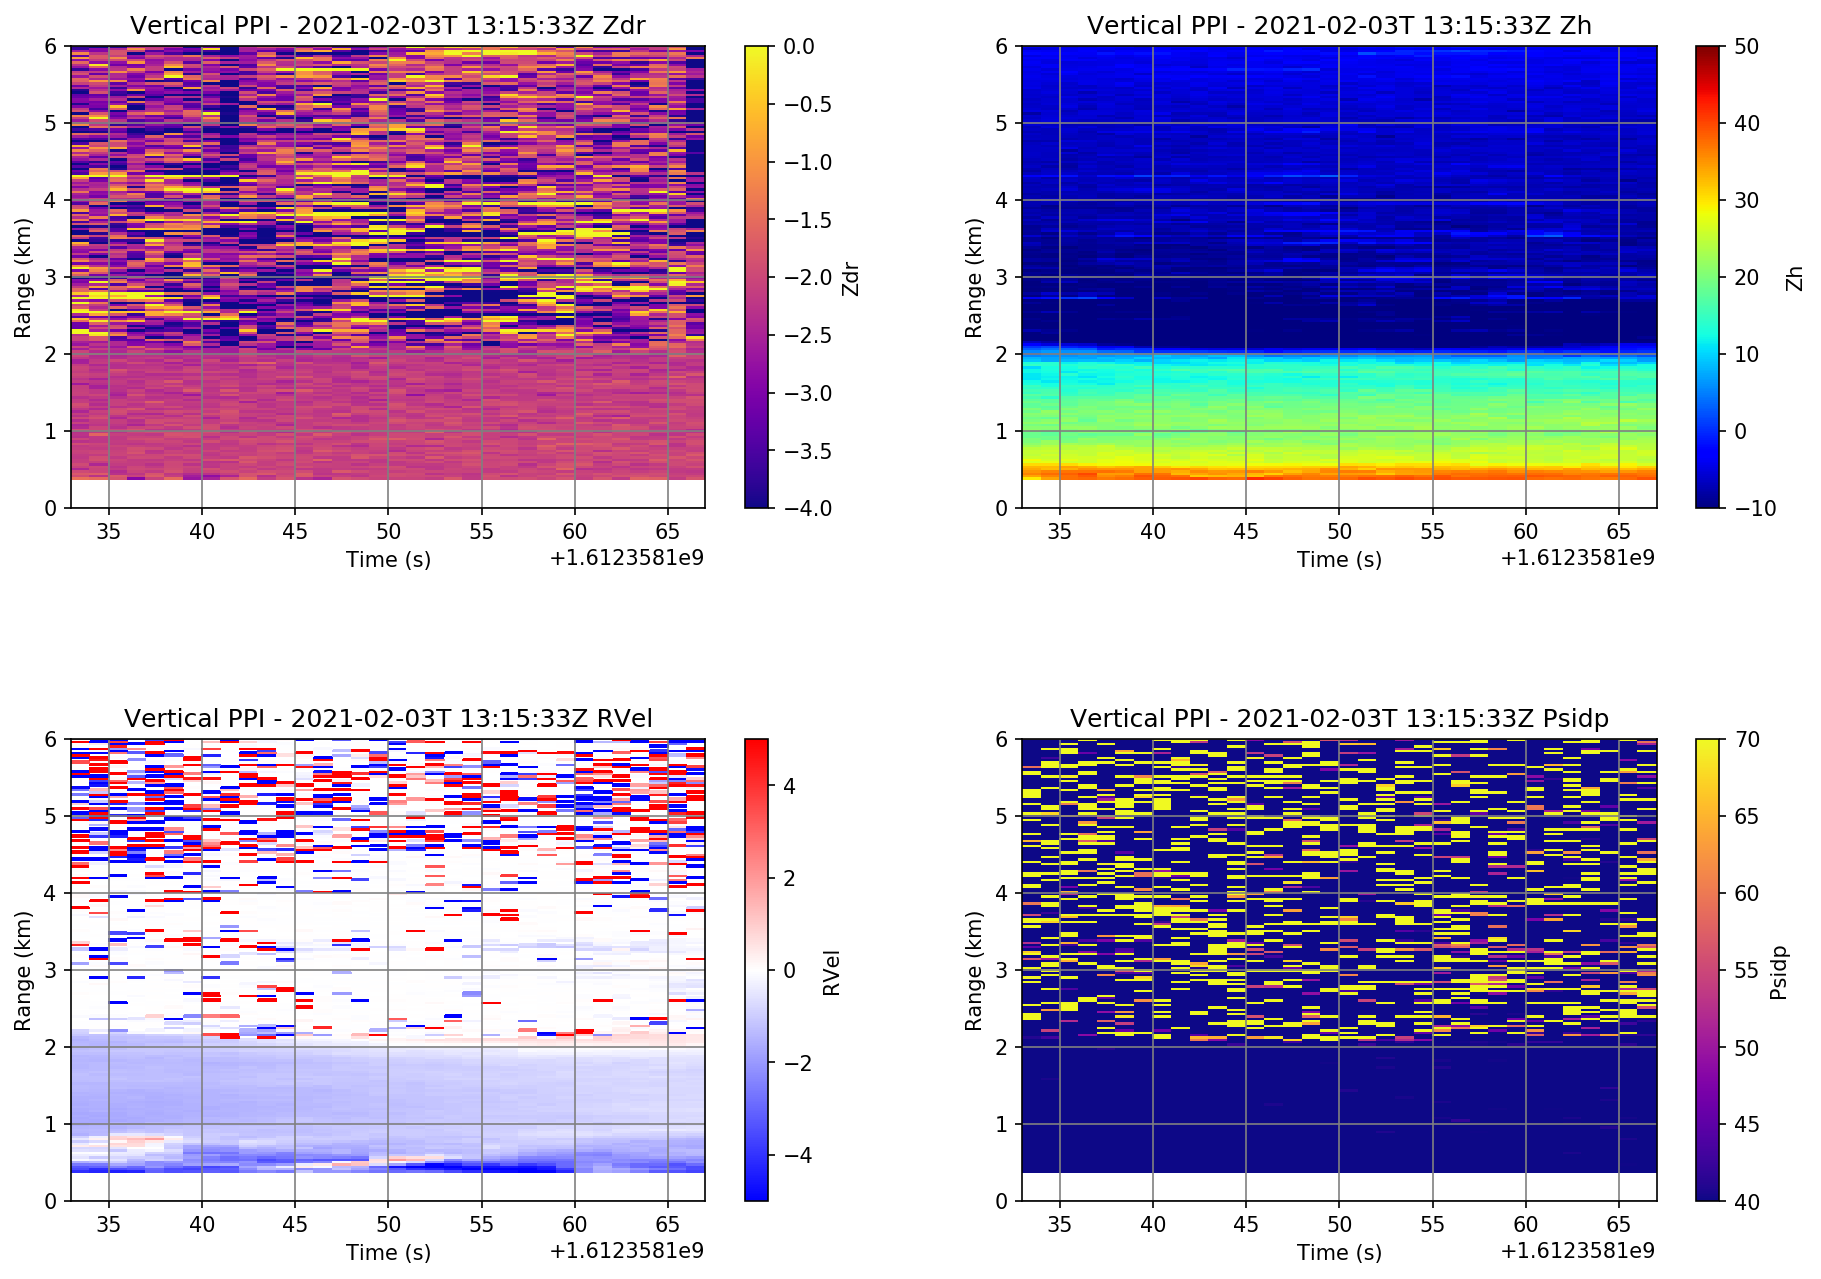 Vertical PPI - 2021-02-03T 13:15:33Z Zdr
6
5
4
3
2
1
0
Range (km)
35 40 45 50 55 60 65
Time (s)
+1.6123581e9
0.0
−0.5
−1.0
−1.5
−2.0
−2.5
−3.0
−3.5
−4.0
Zdr
Vertical PPI - 2021-02-03T 13:15:33Z Zh
6
5
4
3
2
1
0
Range (km)
35 40 45 50 55 60 65
Time (s)
+1.6123581e9
50
40
30
20
10
0
−10
Zh
Vertical PPI - 2021-02-03T 13:15:33Z RVel
6
5
4
3
2
1
0
Range (km)
35 40 45 50 55 60 65
Time (s)
+1.6123581e9
4
2
0
−2
−4
RVel
Vertical PPI - 2021-02-03T 13:15:33Z Psidp
6
5
4
3
2
1
0
Range (km)
35 40 45 50 55 60 65
Time (s)
+1.6123581e9
70
65
60
55
50
45
40
Psidp